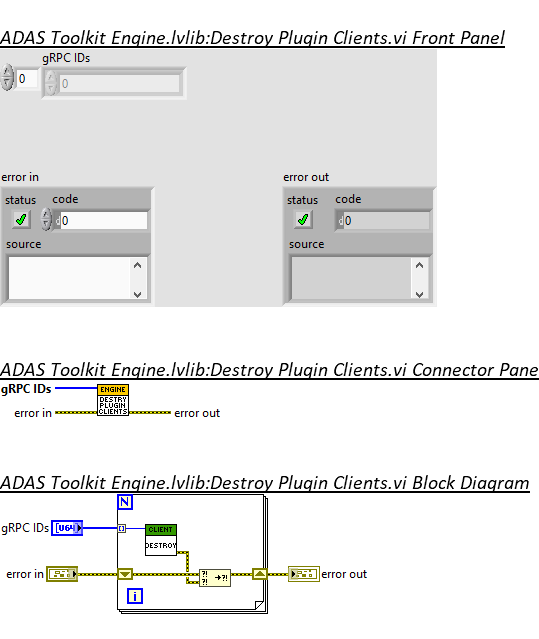 ADAS Toolkit Engine.lvlib:Destroy Plugin Clients.vi Front Panel
gRPC IDs
0 0
error in error out
status code status code
d 0 d 0
source source
ADAS Toolkit Engine.lvlib:Destroy Plugin Clients.vi Connector Pane
gRPC IDs
ENGINE
DESTRY
PLUGIN
CLIENTS
error in error out
ADAS Toolkit Engine.lvlib:Destroy Plugin Clients.vi Block Diagram
N
gRPC IDs [U64] CLIENT
DESTROY
error in ?! ?! →?! error out
i